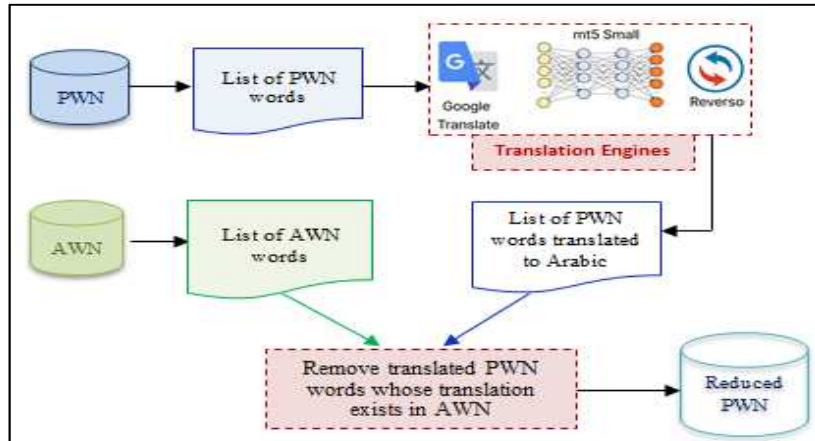 PWN
List of PWN
words
G
文
Google
Translate
mt5 Small
Reverso
Translation Engines
AWN
List of AWN
words
List of PWN
words translated
to Arabic
Remove translated PWN
words whose translation
exists in AWN
Reduced
PWN